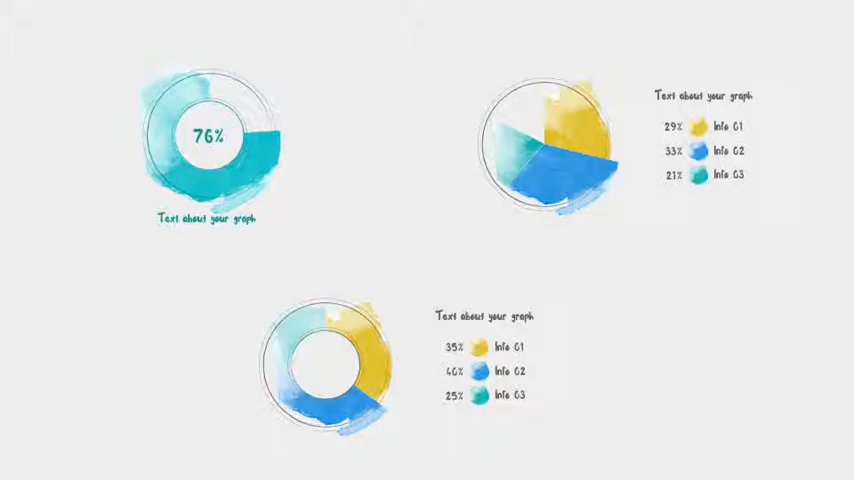 76%
Text about your graph
Text about your graph
29% Info 01
33% Info 02
21% Info 03
Text about your graph
35% Info 01
40% Info 02
25% Info 03